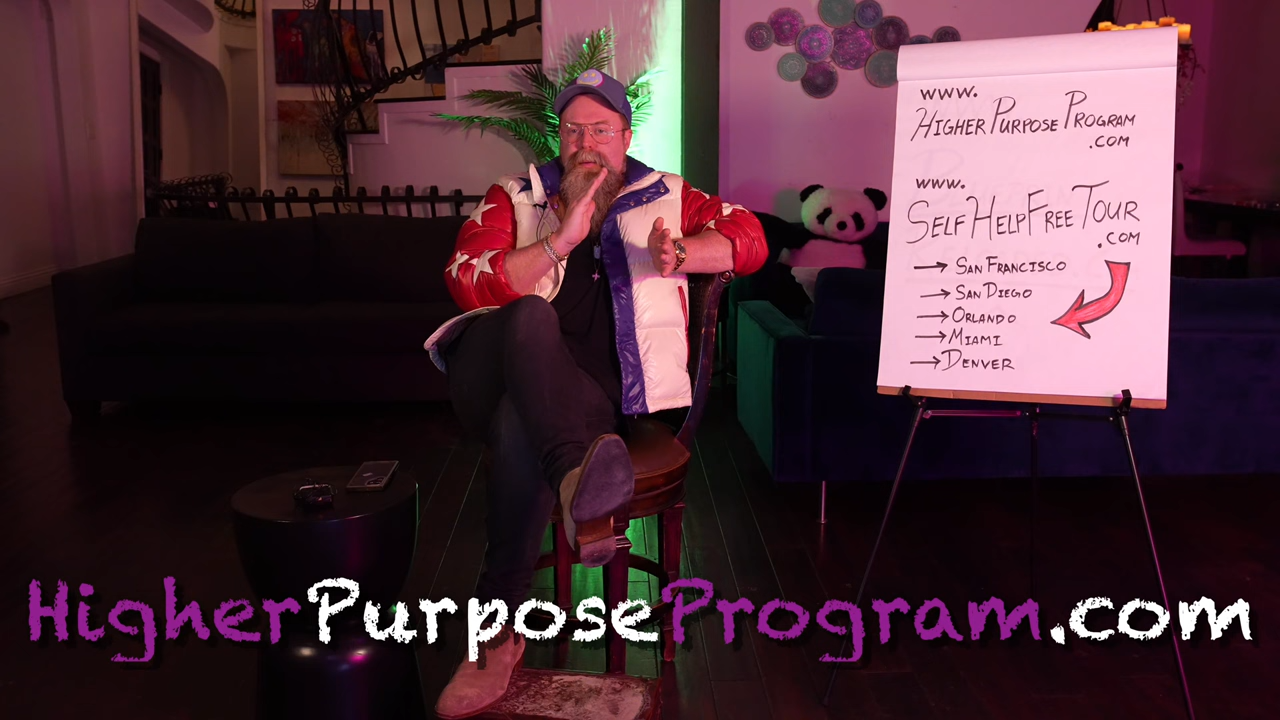 www.
HigherPurposeProgram
.com
www.
SelfHelpFreeTour
.com
→ San Francisco
→ San Diego
→ Orlando
→ Miami
→ Denver
HigherPurposeProgram.com